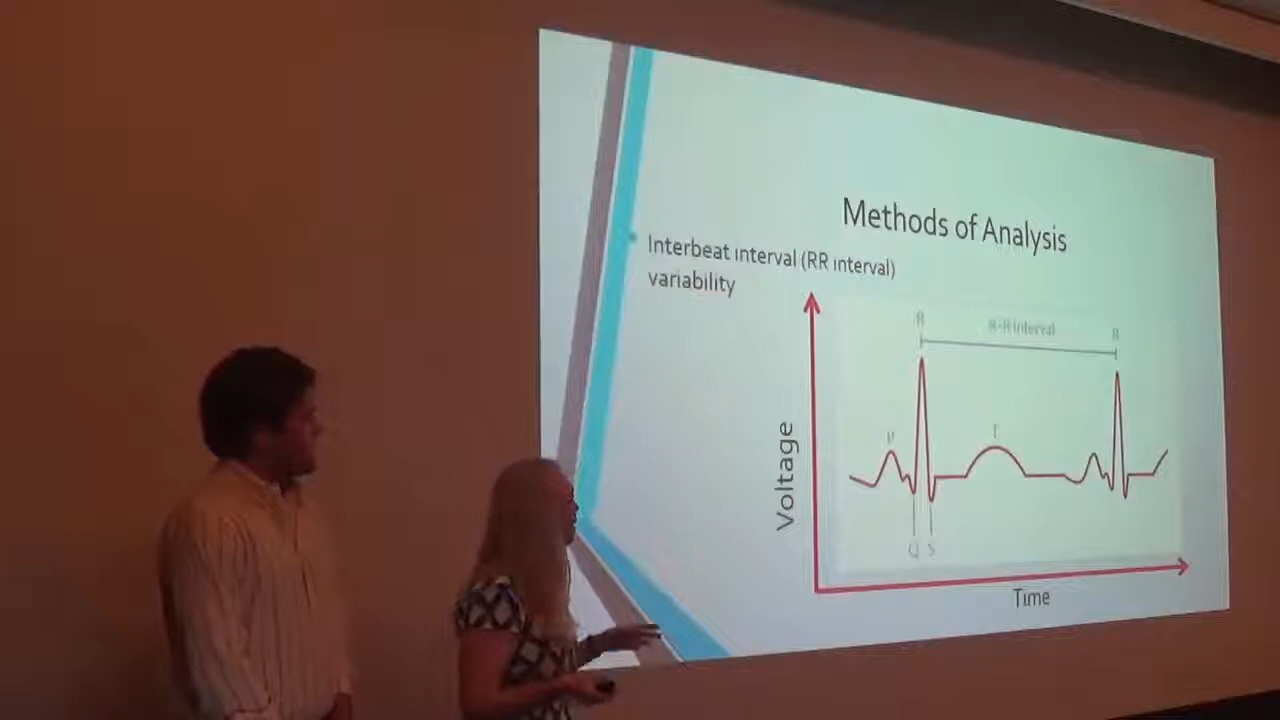 Methods of Analysis
Interbeat interval (RR interval)
variability
R
R-R Interval
R
P
T
Voltage
Q S
Time